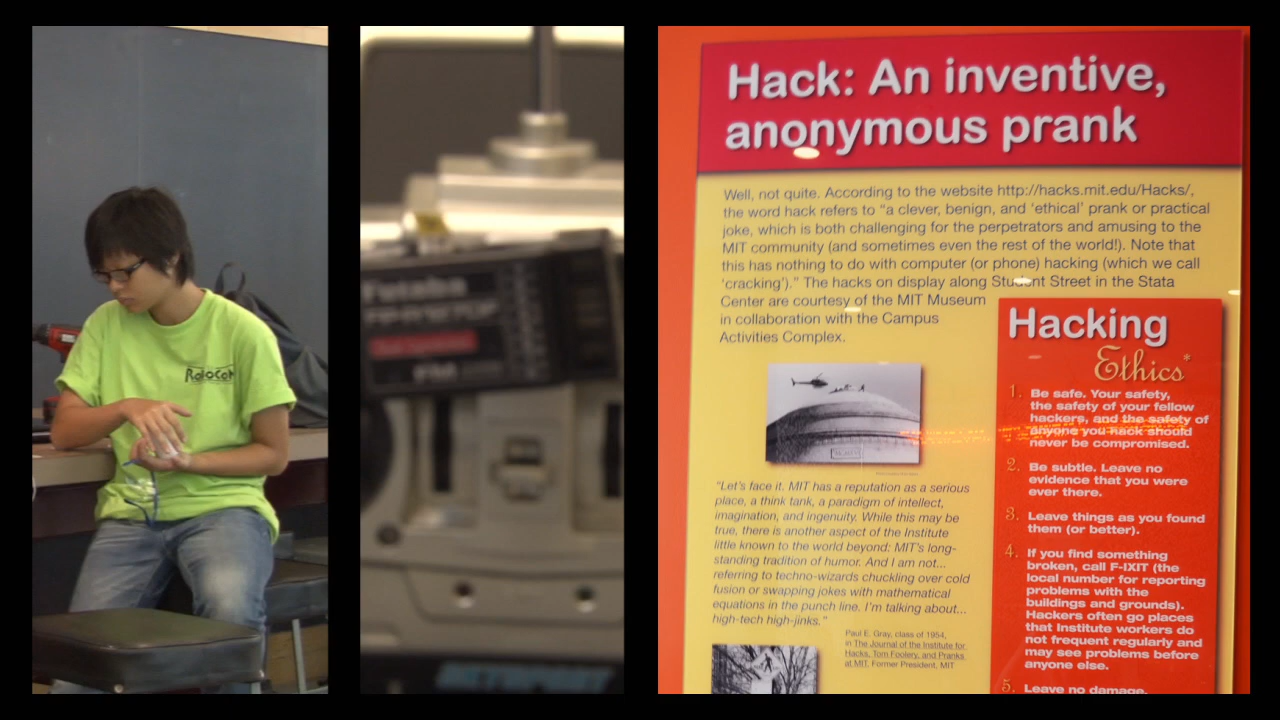 RoboCon
Futaba
FM
Hack: An inventive,
anonymous prank
Well, not quite. According to the website http://hacks.mit.edu/Hacks/,
the word hack refers to "a clever, benign, and 'ethical' prank or practical
joke, which is both challenging for the perpetrators and amusing to the
MIT community (and sometimes even the rest of the world!). Note that
this has nothing to do with computer (or phone) hacking (which we call
'cracking')." The hacks on display along Student Street in the Stata
Center are courtesy of the MIT Museum
in collaboration with the Campus
Activities Complex.
"Let's face it. MIT has a reputation as a serious
place, a think tank, a paradigm of intellect,
imagination, and ingenuity. While this may be
true, there is another aspect of the Institute
little known to the world beyond: MIT's long-
standing tradition of humor. And I am not...
referring to techno-wizards chuckling over cold
fusion or swapping jokes with mathematical
equations in the punch line. I'm talking about...
high-tech high-jinks."
Paul E. Gray, class of 1954,
in The Journal of the Institute for
Hacks, Tom Foolery, and Pranks
at MIT, Former President, MIT
Hacking
Ethics*
1. Be safe. Your safety,
the safety of your fellow
hackers, and the safety of
anyone you hack should
never be compromised.
2. Be subtle. Leave no
evidence that you were
ever there.
3. Leave things as you found
them (or better).
4. If you find something
broken, call F-IXIT (the
local number for reporting
problems with the
buildings and grounds).
Hackers often go places
that Institute workers do
not frequent regularly and
may see problems before
anyone else.
5. Leave no damage.